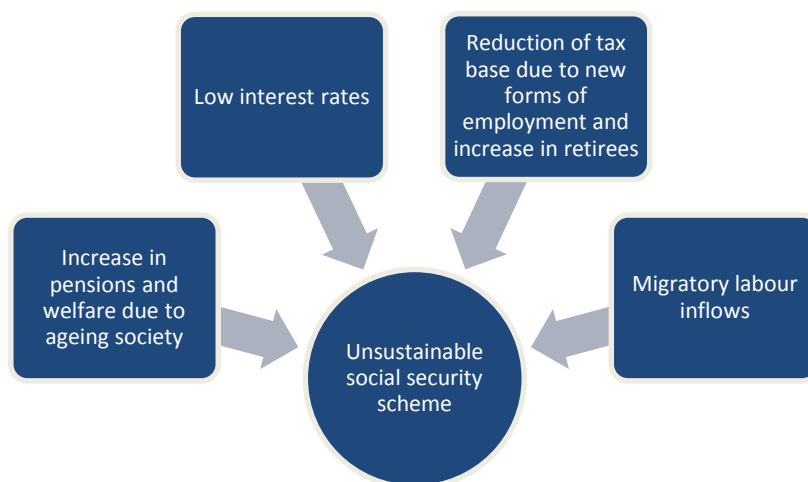 Low interest rates
Reduction of tax
base due to new
forms of
employment and
increase in retirees
Increase in
pensions and
welfare due to
ageing society
Migratory labour
inflows
Unsustainable
social security
scheme